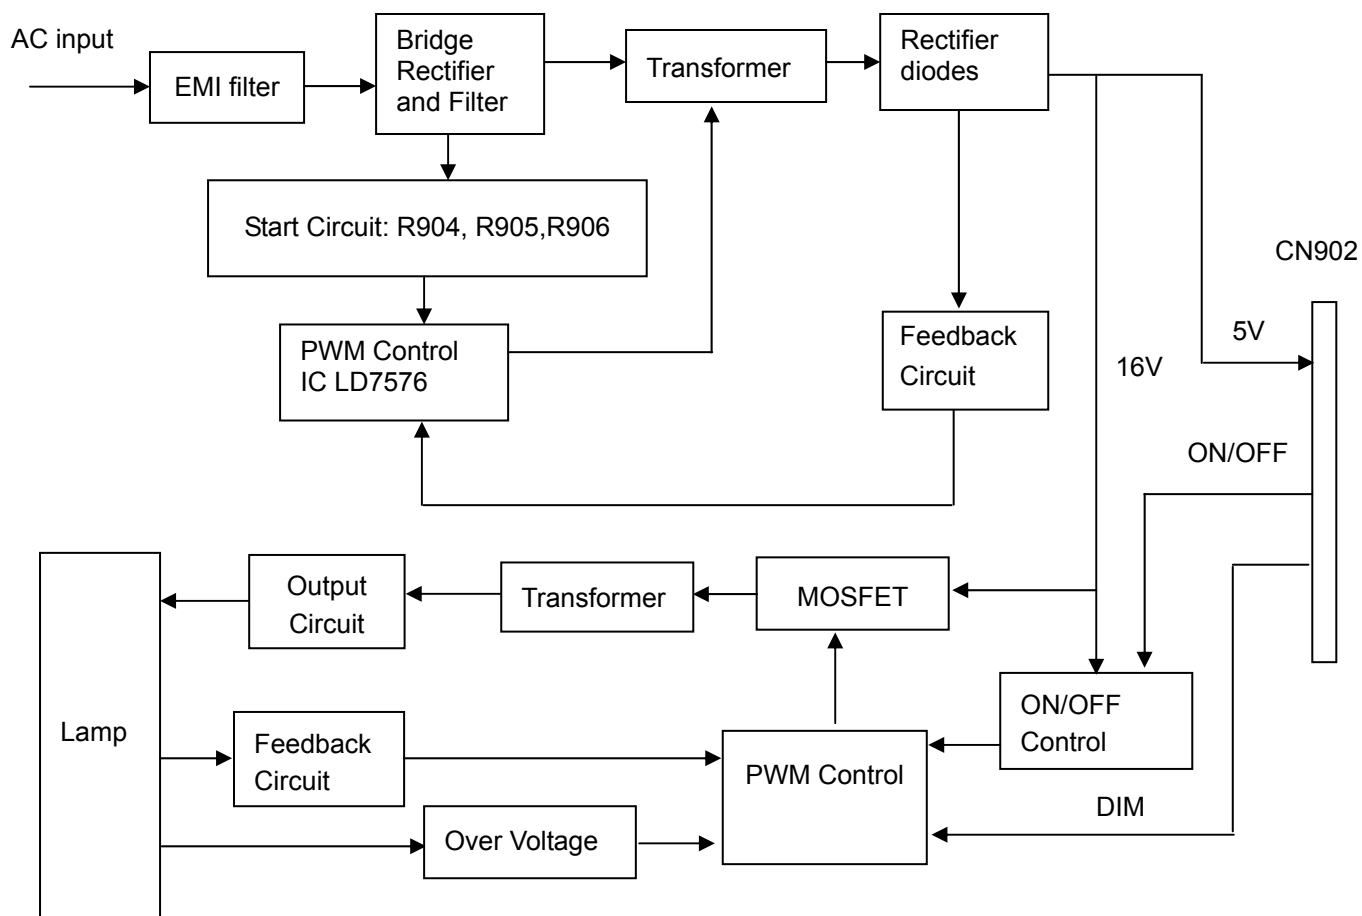 AC input
EMI filter
Bridge
Rectifier
and Filter
Transformer
Rectifier
diodes
Start Circuit: R904, R905,R906
CN902
PWM Control
IC LD7576
Feedback
Circuit
16V
5V
ON/OFF
Output
Circuit
Transformer
MOSFET
Lamp
Feedback
Circuit
PWM Control
ON/OFF
Control
DIM
Over Voltage